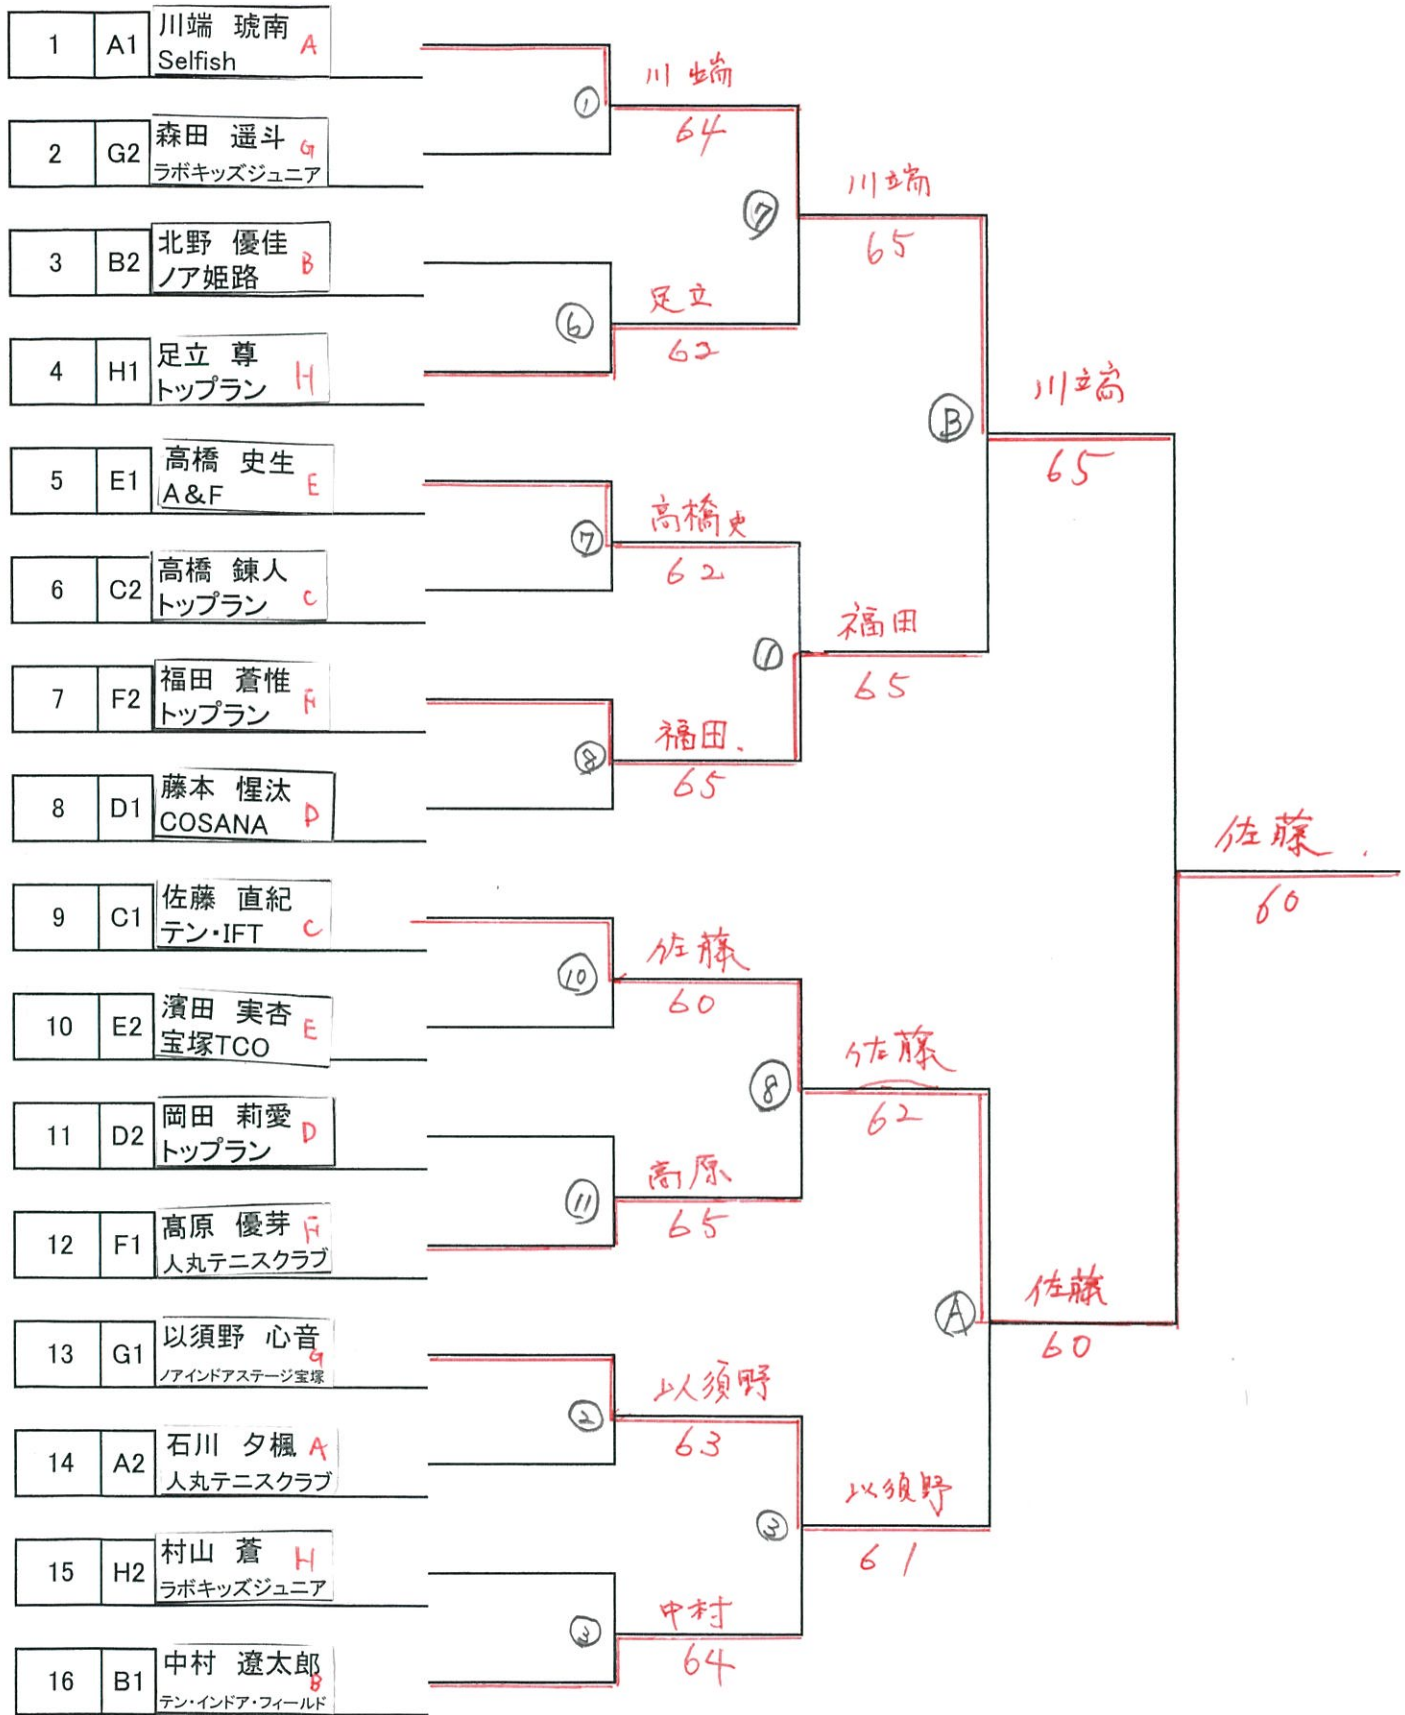 1 A1 川端 琥南 A
Selfish
川端
① 64
2 G2 森田 遥斗 G
ラボキッズジュニア
川端
⑦ 65
3 B2 北野 優佳 B
ノア姫路
足立
⑥ 62
4 H1 足立 尊 H
トップラン
川端
Ⓑ 65
5 E1 高橋 史生 E
A&F
高橋史
⑦ 62
6 C2 高橋 錬人 C
トップラン
福田
① 65
7 F2 福田 蒼惟 F
トップラン
福田.
⑧ 65
8 D1 藤本 惺汰 D
COSANA
佐藤.
60
9 C1 佐藤 直紀 C
テン・IFT
佐藤
⑩ 60
10 E2 濱田 実杏 E
宝塚TCO
佐藤
⑧ 62
11 D2 岡田 莉愛 D
トップラン
高原
⑪ 65
12 F1 髙原 優芽 F
人丸テニスクラブ
佐藤
Ⓐ 60
13 G1 以須野 心音 G
ノアインドアステージ宝塚
以須野
② 63
14 A2 石川 夕楓 A
人丸テニスクラブ
以須野
③ 61
15 H2 村山 蒼 H
ラボキッズジュニア
中村
③ 64
16 B1 中村 遼太郎 B
テン・インドア・フィールド